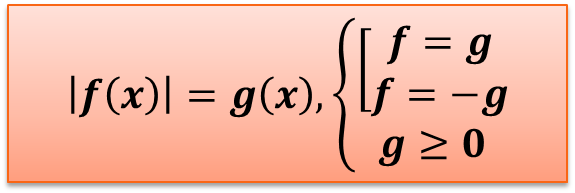 |f(x)| = g(x), { [ f = g
f = −g
g ≥ 0